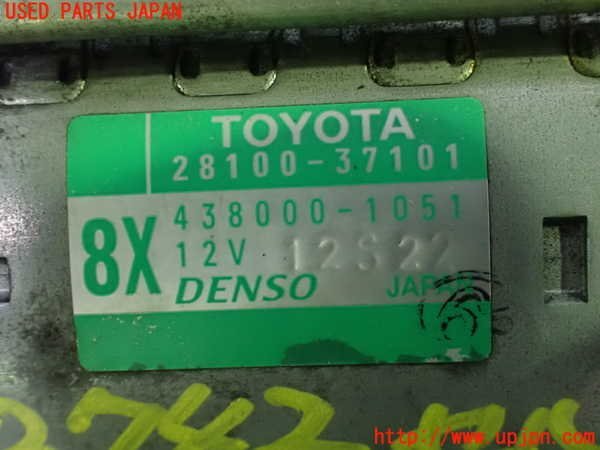 USED PARTS JAPAN
TOYOTA
28100-37101
8X
438000-1051
12V 12S22
DENSO JAPAN
http://www.upjpn.com/